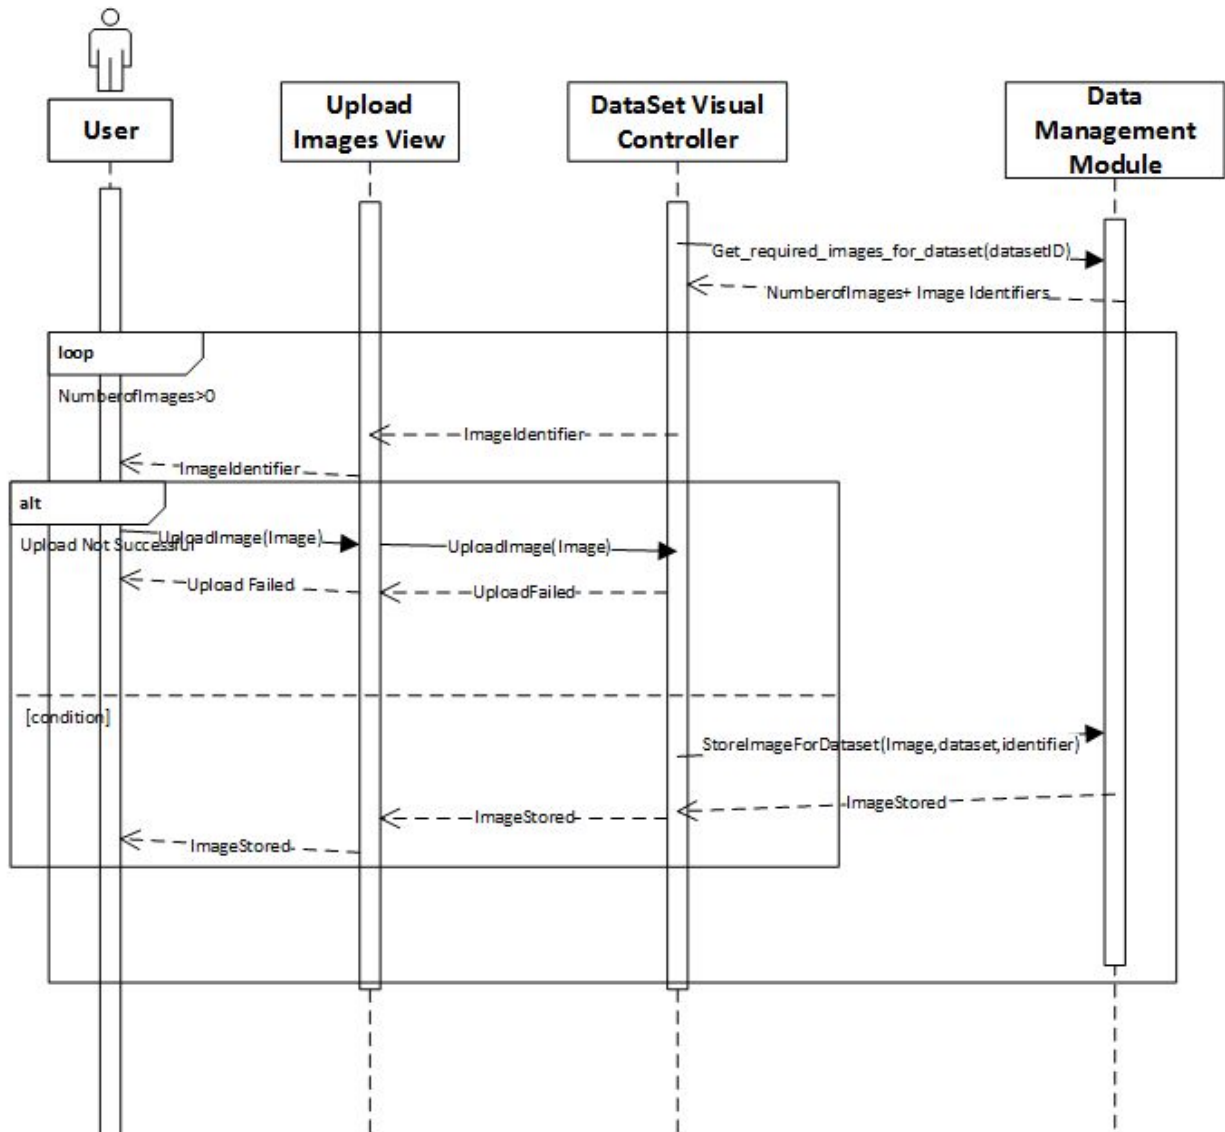 User
Upload
Images View
DataSet Visual
Controller
Data
Management
Module
Get_required_images_for_dataset(datasetID)
NumberofImages+ Image Identifiers
loop
NumberofImages>0
ImageIdentifier
ImageIdentifier
alt
Upload Not Successful
UploadImage(Image)
UploadImage(Image)
Upload Failed
UploadFailed
[condition]
StoreImageForDataset(Image,dataset,identifier)
ImageStored
ImageStored
ImageStored